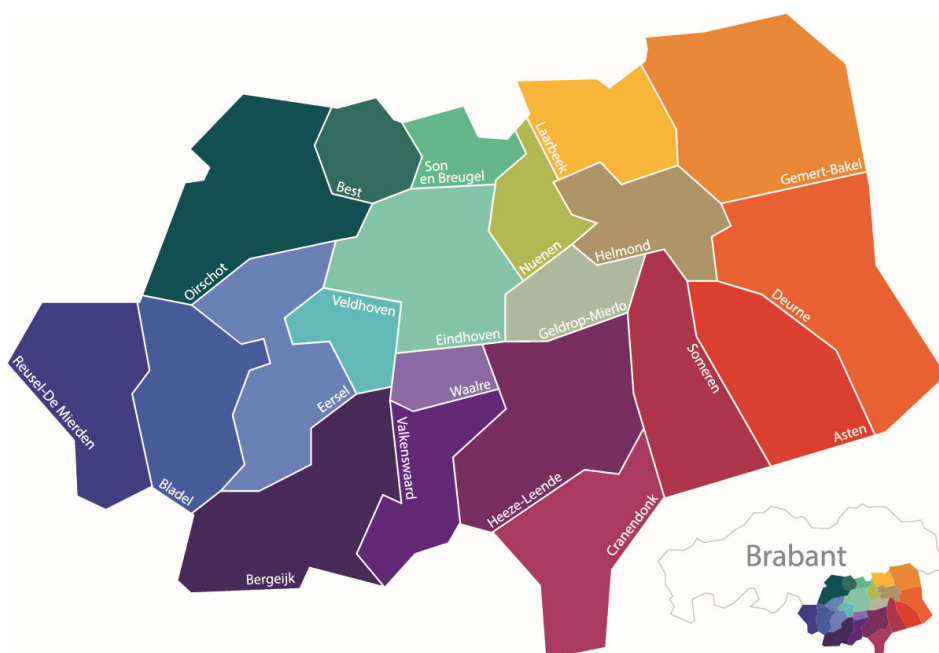 Laarbeek
Gemert-Bakel
Son
en Breugel
Best
Nuenen
Helmond
Oirschot
Veldhoven
Eindhoven
Geldrop-Mierlo
Deurne
Reusel-De Mierden
Eersel
Waalre
Someren
Asten
Valkenswaard
Bladel
Heeze-Leende
Cranendonk
Bergeijk
Brabant